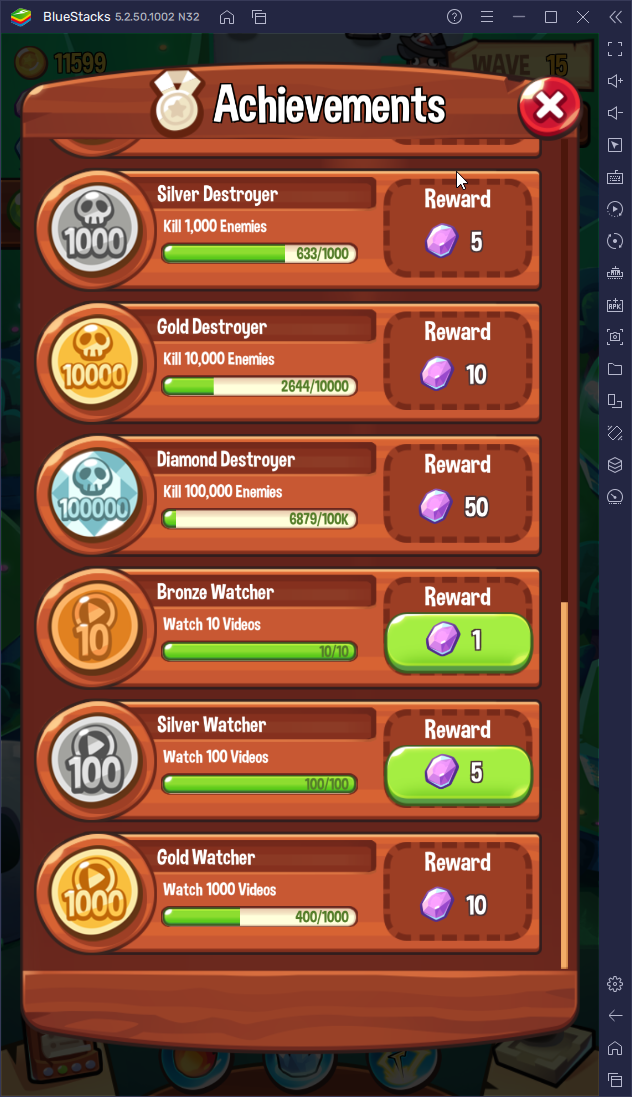 BlueStacks 5.2.50.1002 N32
11599
WAVE 15
Achievements
Silver Destroyer
Reward
1000
Kill 1,000 Enemies
633/1000
5
Gold Destroyer
Reward
10000
Kill 10,000 Enemies
2644/10000
10
Diamond Destroyer
Reward
100000
Kill 100,000 Enemies
6879/100K
50
Bronze Watcher
Reward
10
Watch 10 Videos
10/10
1
Silver Watcher
Reward
100
Watch 100 Videos
100/100
5
Gold Watcher
Reward
1000
Watch 1000 Videos
400/1000
10
APK